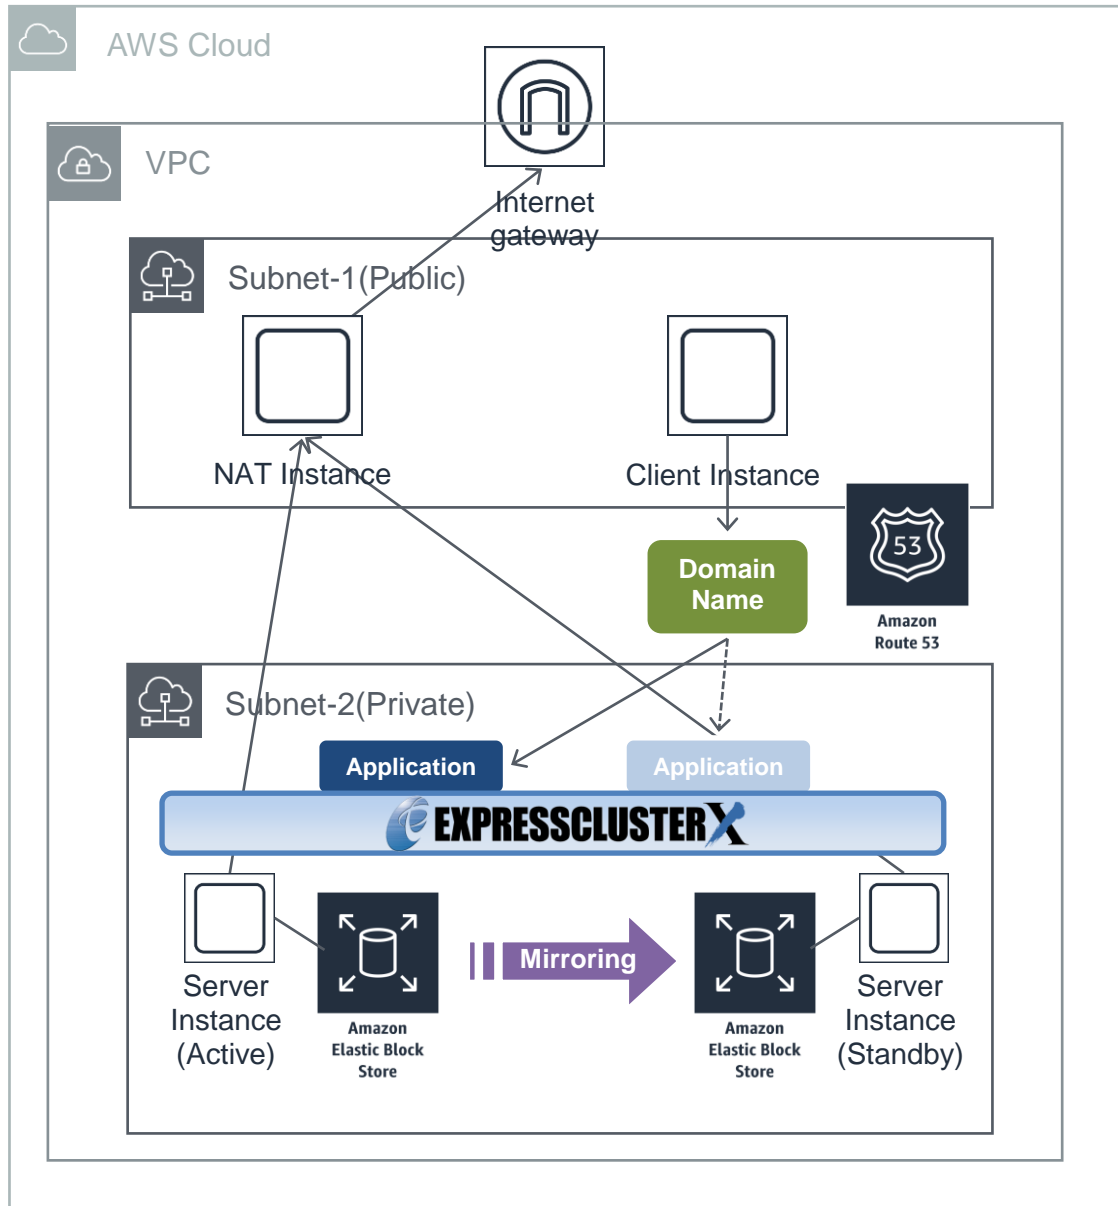 AWS Cloud
VPC
Internet
gateway
Subnet-1(Public)
NAT Instance
Client Instance
53
Domain
Name
Amazon
Route 53
Subnet-2(Private)
Application
Application
EXPRESSCLUSTER X
Mirroring
Server
Instance
(Active)
Amazon
Elastic Block
Store
Amazon
Elastic Block
Store
Server
Instance
(Standby)